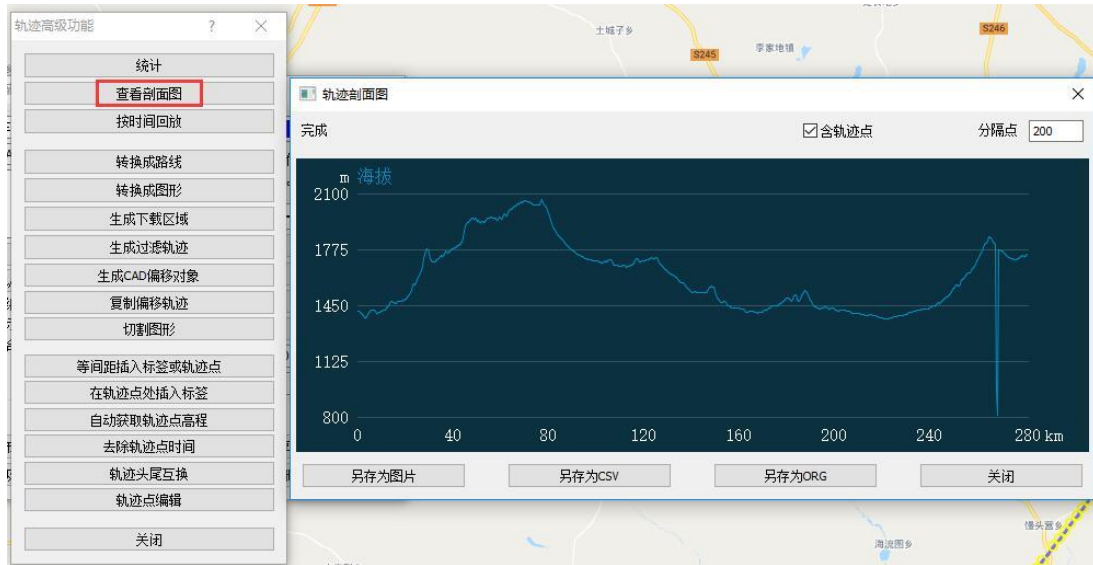 轨迹高级功能
?
统计
查看剖面图
按时间回放
转换成路线
转换成图形
生成下载区域
生成过滤轨迹
生成CAD偏移对象
复制偏移轨迹
切割图形
等间距插入标签或轨迹点
在轨迹点处插入标签
自动获取轨迹点高程
去除轨迹点时间
轨迹头尾互换
轨迹点编辑
关闭
土城子乡
S245
李家地镇
S246
轨迹剖面图
完成
含轨迹点
分隔点 200
m 海拔
2100
1775
1450
1125
800
0 40 80 120 160 200 240 280 km
另存为图片
另存为CSV
另存为ORG
关闭
海流图乡
馒头营乡